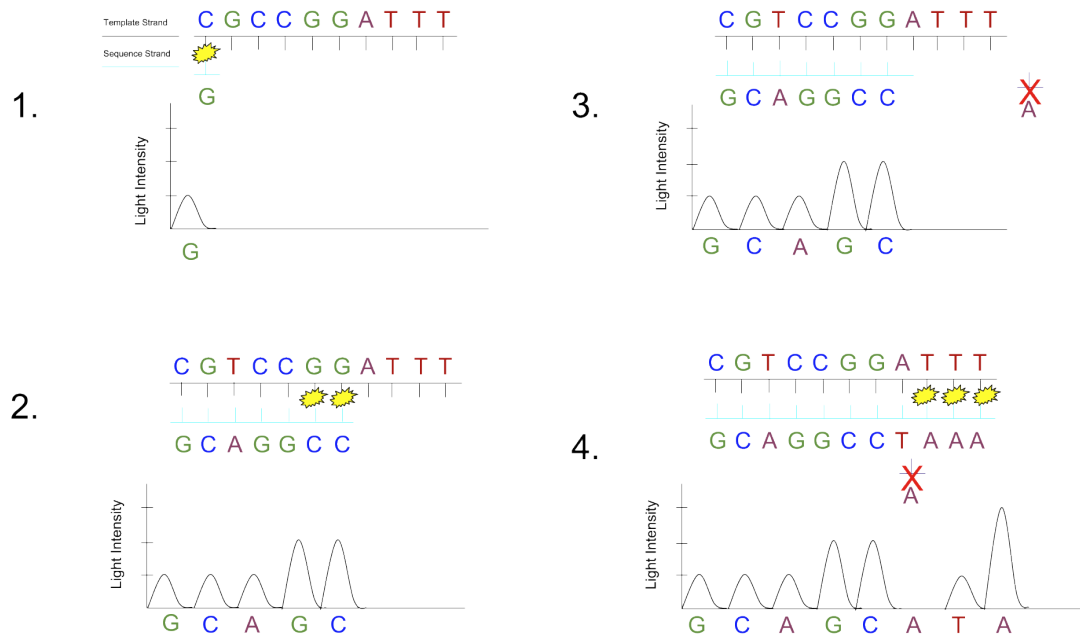 Template Strand
C G C C G G A T T T
Sequence Strand
G
1.
Light Intensity
G
C G T C C G G A T T T
2.
G C A G G C C
Light Intensity
G C A G C
C G T C C G G A T T T
G C A G G C C
3.
X
A
Light Intensity
G C A G C
C G T C C G G A T T T
G C A G G C C T A A A
4.
X
A
Light Intensity
G C A G C A T A